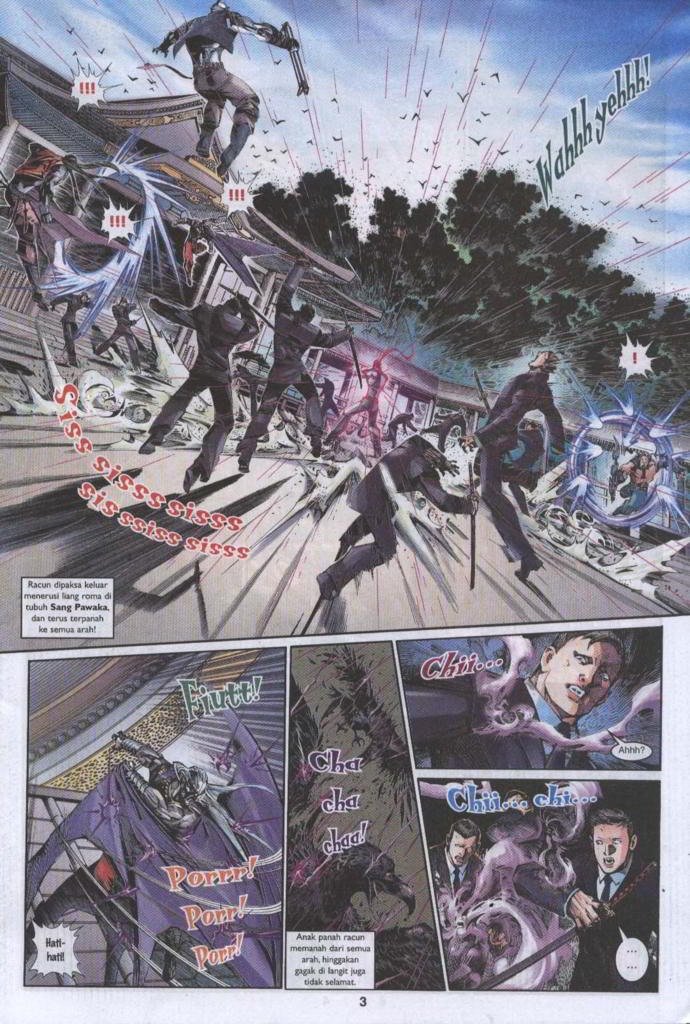 !!!
Wahhh yehhh!
!!!
!!!
!
Siss
sisss sisss
sis sssiss sisss
Racun dipaksa keluar
menerusi liang roma di
tubuh Sang Pawaka,
dan terus terpanah
ke semua arah!
Fiutt!
Porrr!
Porr!
Porr!
Hati-
hati!
Cha
cha
chaa!
Anak panah racun
memanah dari semua
arah, hinggakan
gagak di langit juga
tidak selamat.
Chii...
Ahhh?
Chii... chi...
...
...
3